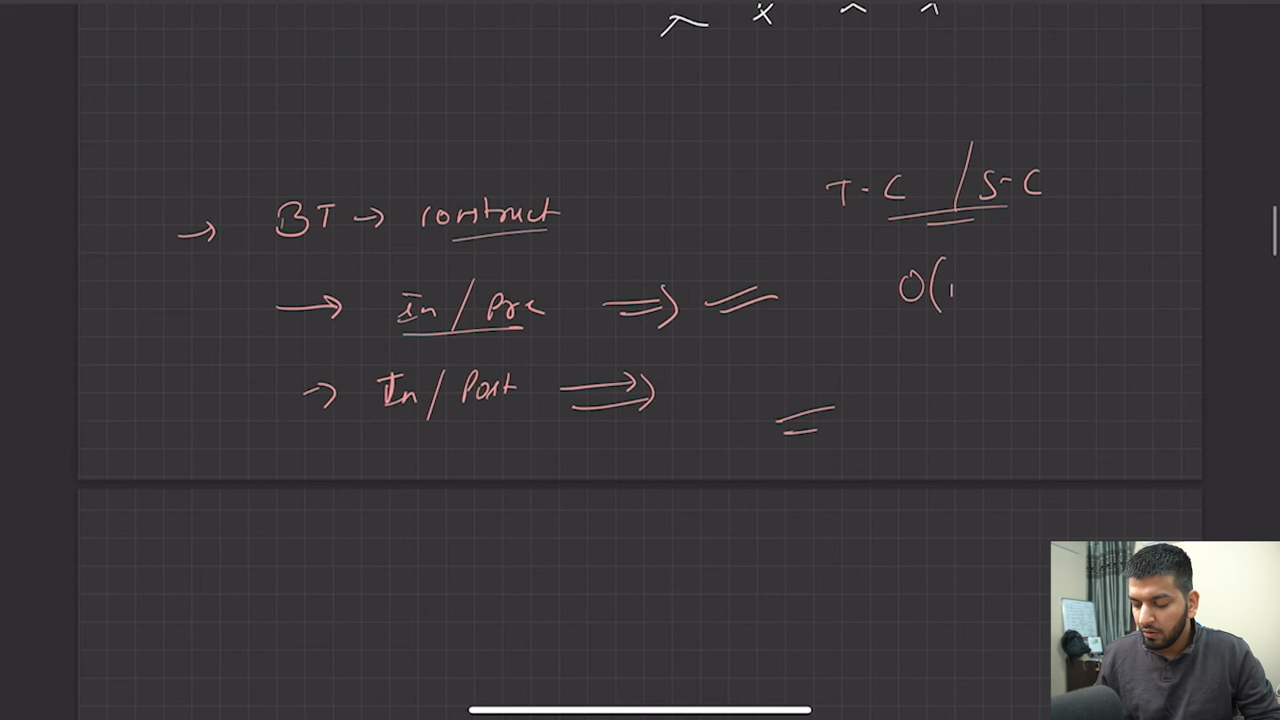 T-C / S-C
→ BT → construct
O(
→ In / Pre ⇒
→ In / Post ⇒